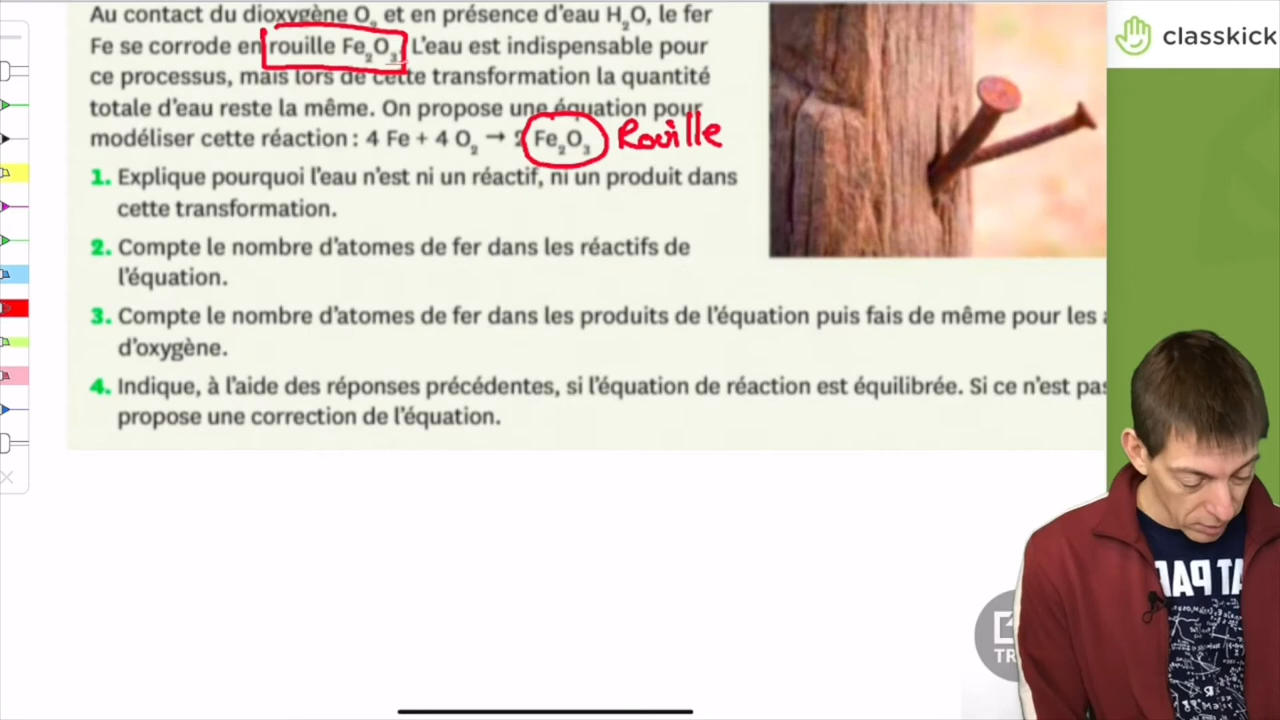 Au contact du dioxygène O₂ et en présence d'eau H₂O, le fer
Fe se corrode en rouille Fe₂O₃. L'eau est indispensable pour
ce processus, mais lors de cette transformation la quantité
totale d'eau reste la même. On propose une équation pour
modéliser cette réaction : 4 Fe + 4 O₂ → 2 Fe₂O₃ Rouille
1. Explique pourquoi l'eau n'est ni un réactif, ni un produit dans
cette transformation.
2. Compte le nombre d'atomes de fer dans les réactifs de
l'équation.
3. Compte le nombre d'atomes de fer dans les produits de l'équation puis fais de même pour les
d'oxygène.
4. Indique, à l'aide des réponses précédentes, si l'équation de réaction est équilibrée. Si ce n'est pas
propose une correction de l'équation.
classkick
TR